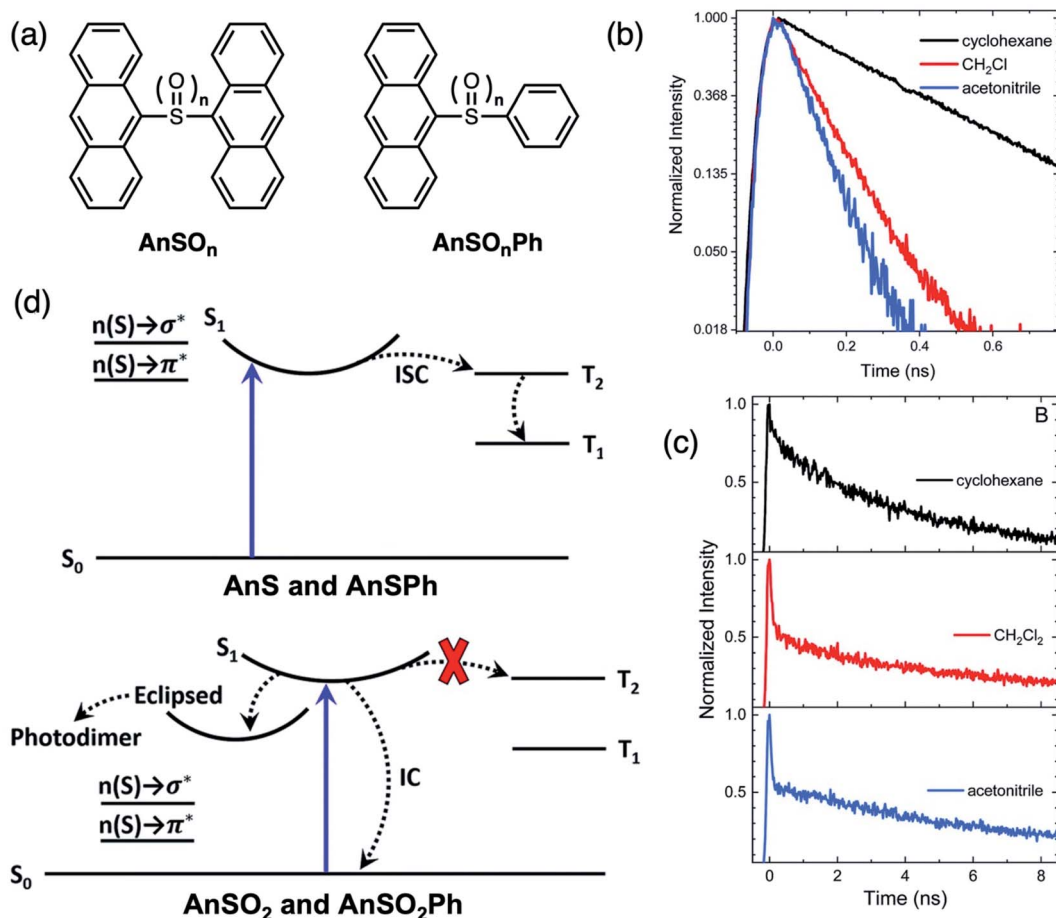 (a)
(O)n
S
(O)n
S
AnSOn
AnSOnPh
(b)
Normalized Intensity
1.000
0.368
0.135
0.050
0.018
cyclohexane
CH2Cl
acetonitrile
0.0 0.2 0.4 0.6
Time (ns)
(d)
n(S)→σ*
n(S)→π*
S1
ISC
T2
T1
S0
AnS and AnSPh
S1
Eclipsed
Photodimer
T2
T1
IC
n(S)→σ*
n(S)→π*
S0
AnSO2 and AnSO2Ph
(c)
B
Normalized Intensity
1.0
0.5
cyclohexane
1.0
0.5
CH2Cl2
1.0
0.5
acetonitrile
0 2 4 6 8
Time (ns)